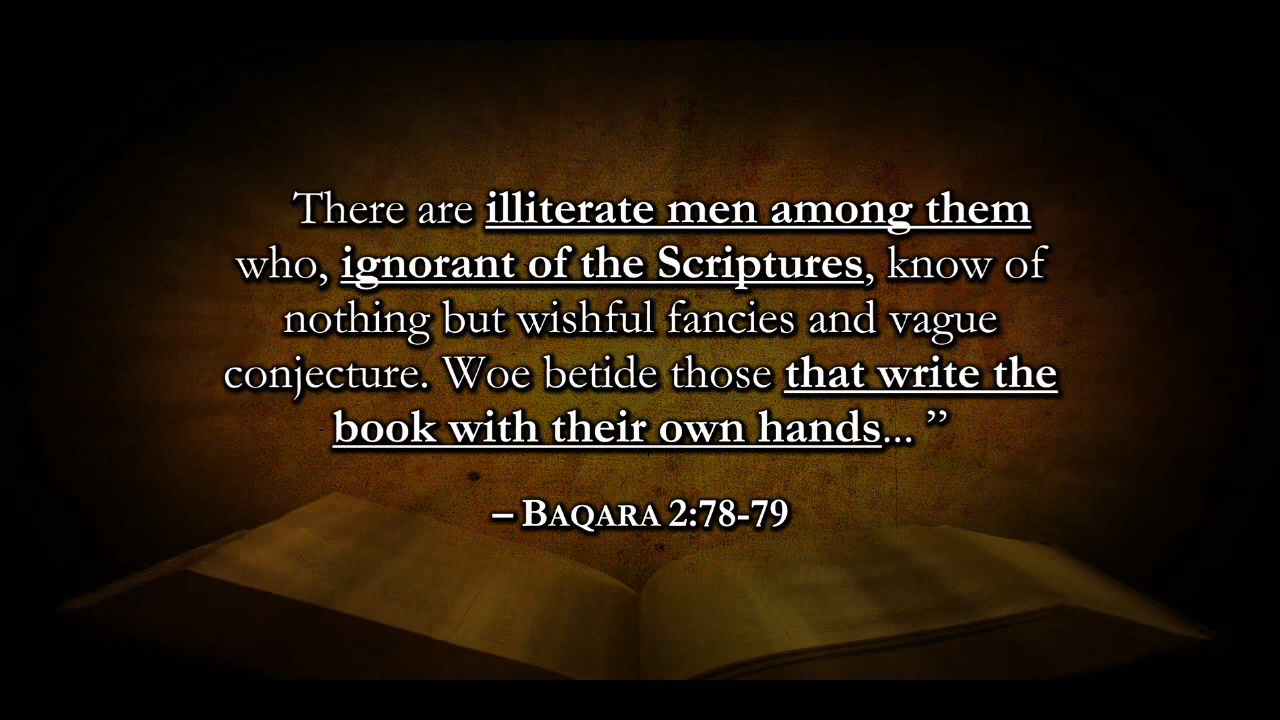 There are illiterate men among them
who, ignorant of the Scriptures, know of
nothing but wishful fancies and vague
conjecture. Woe betide those that write the
book with their own hands... ”
– BAQARA 2:78-79